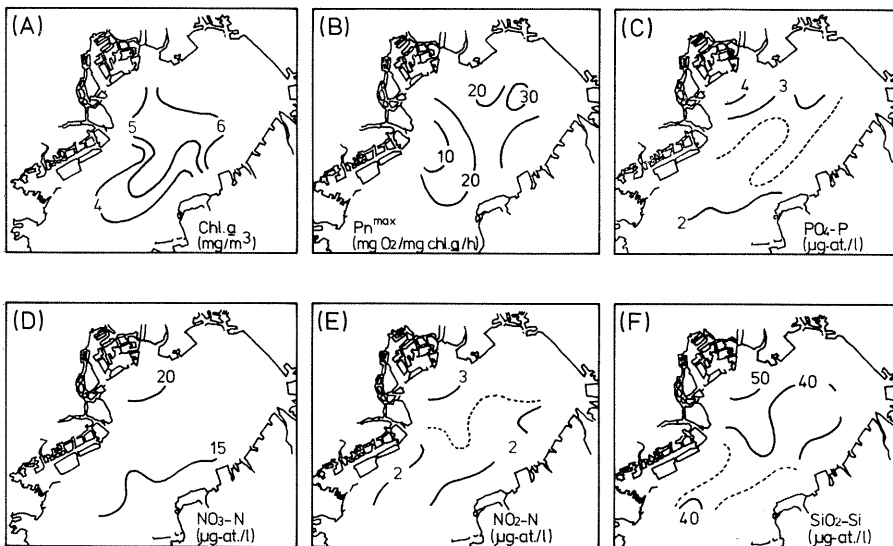 (A)
5
6
4
Chl.a
(mg/m³)
(B)
20
30
10
20
Pn^max
(mg O₂/mg chl.a/h)
(C)
4
3
2
PO₄-P
(µg-at./l)
(D)
20
15
NO₃-N
(µg-at./l)
(E)
3
2
2
NO₂-N
(µg-at./l)
(F)
50
40
40
SiO₂-Si
(µg-at./l)